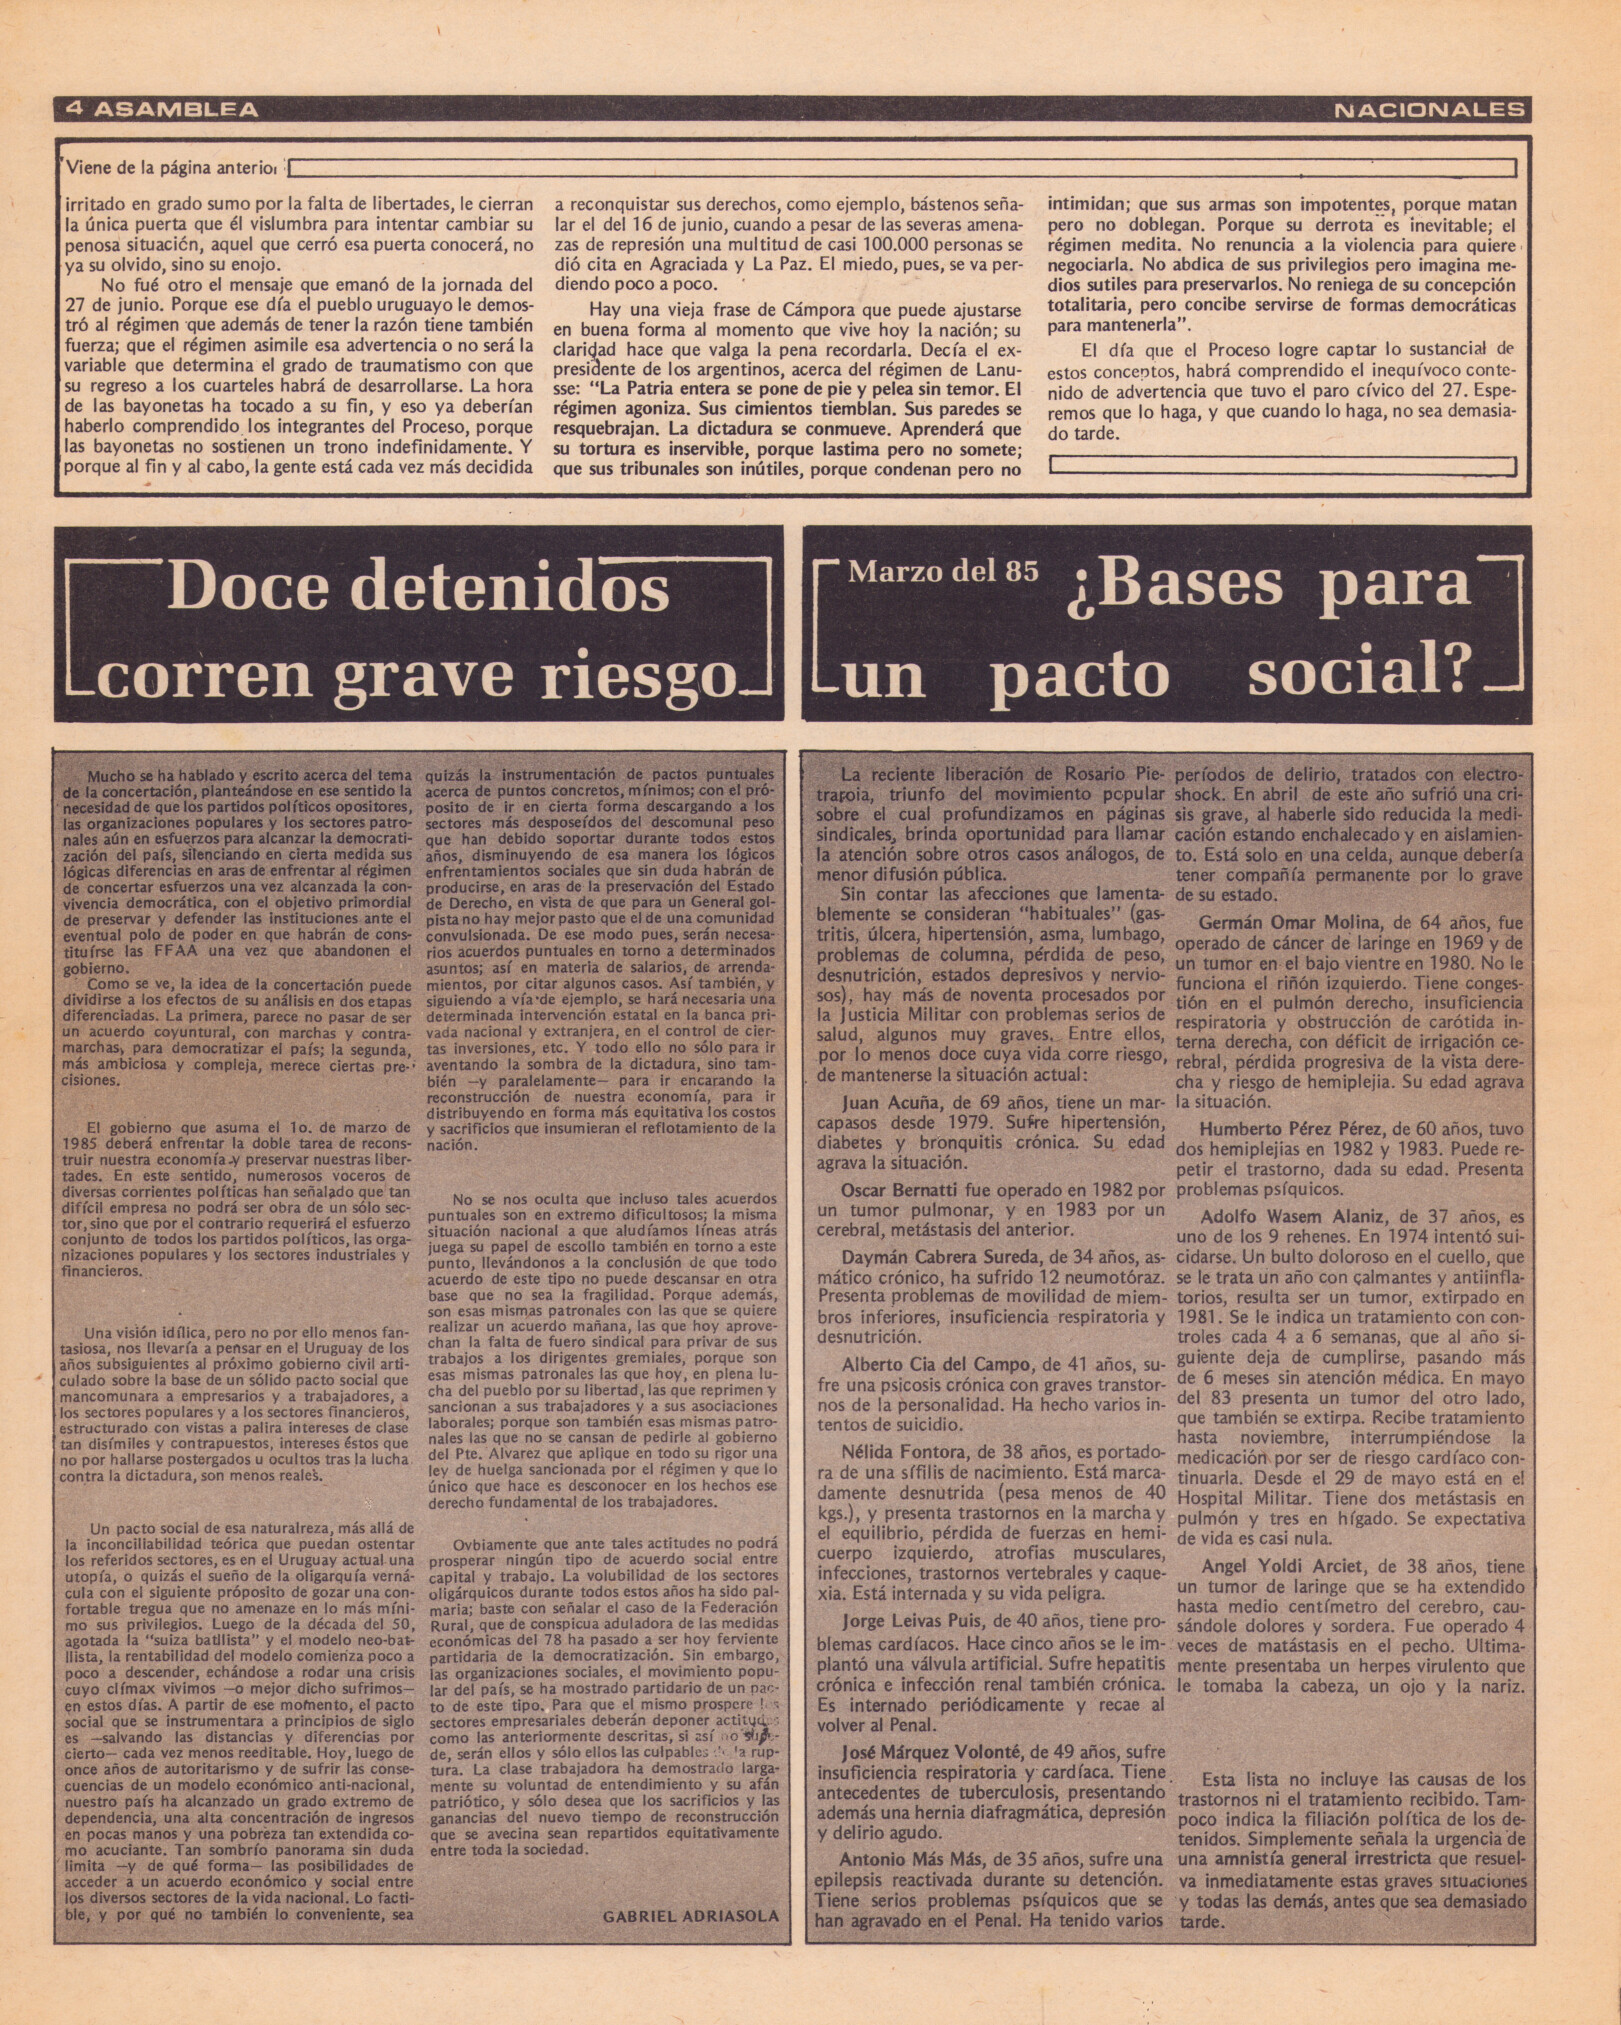 4 ASAMBLEA
NACIONALES
Viene de la página anterior
irritado en grado sumo por la falta de libertades, le cierran
la única puerta que él vislumbra para intentar cambiar su
penosa situación, aquel que cerró esa puerta conocerá, no
ya su olvido, sino su enojo.
No fué otro el mensaje que emanó de la jornada del
27 de junio. Porque ese día el pueblo uruguayo le demos-
tró al régimen que además de tener la razón tiene también
fuerza; que el régimen asimile esa advertencia o no será la
variable que determina el grado de traumatismo con que
su regreso a los cuarteles habrá de desarrollarse. La hora
de las bayonetas ha tocado a su fin, y eso ya deberían
haberlo comprendido los integrantes del Proceso, porque
las bayonetas no sostienen un trono indefinidamente. Y
porque al fin y al cabo, la gente está cada vez más decidida
a reconquistar sus derechos, como ejemplo, bástenos seña-
lar el del 16 de junio, cuando a pesar de las severas amena-
zas de represión una multitud de casi 100.000 personas se
dió cita en Agraciada y La Paz. El miedo, pues, se va per-
diendo poco a poco.
Hay una vieja frase de Cámpora que puede ajustarse
en buena forma al momento que vive hoy la nación; su
claridad hace que valga la pena recordarla. Decía el ex-
presidente de los argentinos, acerca del régimen de Lanu-
sse: "La Patria entera se pone de pie y pelea sin temor. El
régimen agoniza. Sus cimientos tiemblan. Sus paredes se
resquebrajan. La dictadura se conmueve. Aprenderá que
su tortura es inservible, porque lastima pero no somete;
que sus tribunales son inútiles, porque condenan pero no
intimidan; que sus armas son impotentes, porque matan
pero no doblegan. Porque su derrota es inevitable; el
régimen medita. No renuncia a la violencia para quiere
negociarla. No abdica de sus privilegios pero imagina me-
dios sutiles para preservarlos. No reniega de su concepción
totalitaria, pero concibe servirse de formas democráticas
para mantenerla".
El día que el Proceso logre captar lo sustancial de
estos conceptos, habrá comprendido el inequívoco conte-
nido de advertencia que tuvo el paro cívico del 27. Espe-
remos que lo haga, y que cuando lo haga, no sea demasia-
do tarde.
Doce detenidos
corren grave riesgo
Mucho se ha hablado y escrito acerca del tema
de la concertación, planteándose en ese sentido la
necesidad de que los partidos políticos opositores,
las organizaciones populares y los sectores patro-
nales aún en esfuerzos para alcanzar la democrati-
zación del país, silenciando en cierta medida sus
lógicas diferencias en aras de enfrentar al régimen
de concertar esfuerzos una vez alcanzada la con-
vivencia democrática, con el objetivo primordial
de preservar y defender las instituciones ante el
eventual polo de poder en que habrán de cons-
tituírse las FFAA una vez que abandonen el
gobierno.
Como se ve, la idea de la concertación puede
dividirse a los efectos de su análisis en dos etapas
diferenciadas. La primera, parece no pasar de ser
un acuerdo coyuntural, con marchas y contra-
marchas, para democratizar el país; la segunda,
más ambiciosa y compleja, merece ciertas pre-
cisiones.
El gobierno que asuma el 1o. de marzo de
1985 deberá enfrentar la doble tarea de recons-
truir nuestra economía y preservar nuestras liber-
tades. En este sentido, numerosos voceros de
diversas corrientes políticas han señalado que tan
difícil empresa no podrá ser obra de un sólo sec-
tor, sino que por el contrario requerirá el esfuerzo
conjunto de todos los partidos políticos, las orga-
nizaciones populares y los sectores industriales y
financieros.
Una visión idílica, pero no por ello menos fan-
tasiosa, nos llevaría a pensar en el Uruguay de los
años subsiguientes al próximo gobierno civil arti-
culado sobre la base de un sólido pacto social que
mancomunara a empresarios y a trabajadores, a
los sectores populares y a los sectores financieros,
estructurado con vistas a palira intereses de clase
tan disímiles y contrapuestos, intereses éstos que
no por hallarse postergados u ocultos tras la lucha
contra la dictadura, son menos reales.
Un pacto social de esa naturalreza, más allá de
la inconciliabilidad teórica que puedan ostentar
los referidos sectores, es en el Uruguay actual una
utopía, o quizás el sueño de la oligarquía verná-
cula con el siguiente próposito de gozar una con-
fortable tregua que no amenaze en lo más míni-
mo sus privilegios. Luego de la década del 50,
agotada la "suiza batllista" y el modelo neo-bat-
llista, la rentabilidad del modelo comienza poco a
poco a descender, echándose a rodar una crisis
cuyo clímax vivimos —o mejor dicho sufrimos—
en estos días. A partir de ese momento, el pacto
social que se instrumentara a principios de siglo
es —salvando las distancias y diferencias por
cierto— cada vez menos reeditable. Hoy, luego de
once años de autoritarismo y de sufrir las conse-
cuencias de un modelo económico anti-nacional,
nuestro país ha alcanzado un grado extremo de
dependencia, una alta concentración de ingresos
en pocas manos y una pobreza tan extendida co-
mo acuciante. Tan sombrío panorama sin duda
limita —y de qué forma— las posibilidades de
acceder a un acuerdo económico y social entre
los diversos sectores de la vida nacional. Lo facti-
ble, y por qué no también lo conveniente, sea
quizás la instrumentación de pactos puntuales
acerca de puntos concretos, mínimos; con el pró-
posito de ir en cierta forma descargando a los
sectores más desposeídos del descomunal peso
que han debido soportar durante todos estos
años, disminuyendo de esa manera los lógicos
enfrentamientos sociales que sin duda habrán de
producirse, en aras de la preservación del Estado
de Derecho, en vista de que para un General gol-
pista no hay mejor pasto que el de una comunidad
convulsionada. De ese modo pues, serán necesa-
rios acuerdos puntuales en torno a determinados
asuntos; así en materia de salarios, de arrenda-
mientos, por citar algunos casos. Así también, y
siguiendo a vía de ejemplo, se hará necesaria una
determinada intervención estatal en la banca pri-
vada nacional y extranjera, en el control de cier-
tas inversiones, etc. Y todo ello no sólo para ir
aventando la sombra de la dictadura, sino tam-
bién —y paralelamente— para ir encarando la
reconstrucción de nuestra economía, para ir
distribuyendo en forma más equitativa los costos
y sacrificios que insumieran el reflotamiento de la
nación.
No se nos oculta que incluso tales acuerdos
puntuales son en extremo dificultosos; la misma
situación nacional a que aludíamos líneas atrás
juega su papel de escollo también en torno a este
punto, llevándonos a la conclusión de que todo
acuerdo de este tipo no puede descansar en otra
base que no sea la fragilidad. Porque además,
son esas mismas patronales con las que se quiere
realizar un acuerdo mañana, las que hoy aprove-
chan la falta de fuero sindical para privar de sus
trabajos a los dirigentes gremiales, porque son
esas mismas patronales las que hoy, en plena lu-
cha del pueblo por su libertad, las que reprimen y
sancionan a sus trabajadores y a sus asociaciones
laborales; porque son también esas mismas patro-
nales las que no se cansan de pedirle al gobierno
del Pte. Alvarez que aplique en todo su rigor una
ley de huelga sancionada por el régimen y que lo
único que hace es desconocer en los hechos ese
derecho fundamental de los trabajadores.
Ovbiamente que ante tales actitudes no podrá
prosperar ningún tipo de acuerdo social entre
capital y trabajo. La volubilidad de los sectores
oligárquicos durante todos estos años ha sido pal-
maria; baste con señalar el caso de la Federación
Rural, que de conspicua aduladora de las medidas
económicas del 78 ha pasado a ser hoy ferviente
partidaria de la democratización. Sin embargo,
las organizaciones sociales, el movimiento popu-
lar del país, se ha mostrado partidario de un pac-
to de este tipo. Para que el mismo prospere los
sectores empresariales deberán deponer actitudes
como las anteriormente descritas, si así no
de, serán ellos y sólo ellos las culpables la rup-
tura. La clase trabajadora ha demostrado larga-
mente su voluntad de entendimiento y su afán
patriótico, y sólo desea que los sacrificios y las
ganancias del nuevo tiempo de reconstrucción
que se avecina sean repartidos equitativamente
entre toda la sociedad.
GABRIEL ADRIASOLA
Marzo del 85 ¿Bases para
un pacto social?
La reciente liberación de Rosario Pie-
traroia, triunfo del movimiento popular
sobre el cual profundizamos en páginas
sindicales, brinda oportunidad para llamar
la atención sobre otros casos análogos, de
menor difusión pública.
Sin contar las afecciones que lamenta-
blemente se consideran "habituales" (gas-
tritis, úlcera, hipertensión, asma, lumbago,
problemas de columna, pérdida de peso,
desnutrición, estados depresivos y nervio-
sos), hay más de noventa procesados por
la Justicia Militar con problemas serios de
salud, algunos muy graves. Entre ellos,
por lo menos doce cuya vida corre riesgo,
de mantenerse la situación actual:
Juan Acuña, de 69 años, tiene un mar-
capasos desde 1979. Sufre hipertensión,
diabetes y bronquitis crónica. Su edad
agrava la situación.
Oscar Bernatti fue operado en 1982 por
un tumor pulmonar, y en 1983 por un
cerebral, metástasis del anterior.
Daymán Cabrera Sureda, de 34 años, as-
mático crónico, ha sufrido 12 neumotóraz.
Presenta problemas de movilidad de miem-
bros inferiores, insuficiencia respiratoria y
desnutrición.
Alberto Cia del Campo, de 41 años, su-
fre una psicosis crónica con graves transtor-
nos de la personalidad. Ha hecho varios in-
tentos de suicidio.
Nélida Fontora, de 38 años, es portado-
ra de una sífilis de nacimiento. Está marca-
damente desnutrida (pesa menos de 40
kgs.), y presenta trastornos en la marcha y
el equilibrio, pérdida de fuerzas en hemi-
cuerpo izquierdo, atrofias musculares,
infecciones, trastornos vertebrales y caque-
xia. Está internada y su vida peligra.
Jorge Leivas Puis, de 40 años, tiene pro-
blemas cardíacos. Hace cinco años se le im-
plantó una válvula artificial. Sufre hepatitis
crónica e infección renal también crónica.
Es internado periódicamente y recae al
volver al Penal.
José Márquez Volonté, de 49 años, sufre
insuficiencia respiratoria y cardíaca. Tiene
antecedentes de tuberculosis, presentando
además una hernia diafragmática, depresión
y delirio agudo.
Antonio Más Más, de 35 años, sufre una
epilepsis reactivada durante su detención.
Tiene serios problemas psíquicos que se
han agravado en el Penal. Ha tenido varios
períodos de delirio, tratados con electro-
shock. En abril de este año sufrió una cri-
sis grave, al haberle sido reducida la medi-
cación estando enchalecado y en aislamien-
to. Está solo en una celda, aunque debería
tener compañía permanente por lo grave
de su estado.
Germán Omar Molina, de 64 años, fue
operado de cáncer de laringe en 1969 y de
un tumor en el bajo vientre en 1980. No le
funciona el riñón izquierdo. Tiene conges-
tión en el pulmón derecho, insuficiencia
respiratoria y obstrucción de carótida in-
terna derecha, con déficit de irrigación ce-
rebral, pérdida progresiva de la vista dere-
cha y riesgo de hemiplejia. Su edad agrava
la situación.
Humberto Pérez Pérez, de 60 años, tuvo
dos hemiplejias en 1982 y 1983. Puede re-
petir el trastorno, dada su edad. Presenta
problemas psíquicos.
Adolfo Wasem Alaniz, de 37 años, es
uno de los 9 rehenes. En 1974 intentó sui-
cidarse. Un bulto doloroso en el cuello, que
se le trata un año con calmantes y antiinfla-
torios, resulta ser un tumor, extirpado en
1981. Se le indica un tratamiento con con-
troles cada 4 a 6 semanas, que al año si-
guiente deja de cumplirse, pasando más
de 6 meses sin atención médica. En mayo
del 83 presenta un tumor del otro lado,
que también se extirpa. Recibe tratamiento
hasta noviembre, interrumpiéndose la
medicación por ser de riesgo cardíaco con-
tinuarla. Desde el 29 de mayo está en el
Hospital Militar. Tiene dos metástasis en
pulmón y tres en hígado. Se expectativa
de vida es casi nula.
Angel Yoldi Arciet, de 38 años, tiene
un tumor de laringe que se ha extendido
hasta medio centímetro del cerebro, cau-
sándole dolores y sordera. Fue operado 4
veces de matástasis en el pecho. Ultima-
mente presentaba un herpes virulento que
le tomaba la cabeza, un ojo y la nariz.
Esta lista no incluye las causas de los
trastornos ni el tratamiento recibido. Tam-
poco indica la filiación política de los de-
tenidos. Simplemente señala la urgencia de
una amnistía general irrestricta que resuel-
va inmediatamente estas graves situaciones
y todas las demás, antes que sea demasiado
tarde.